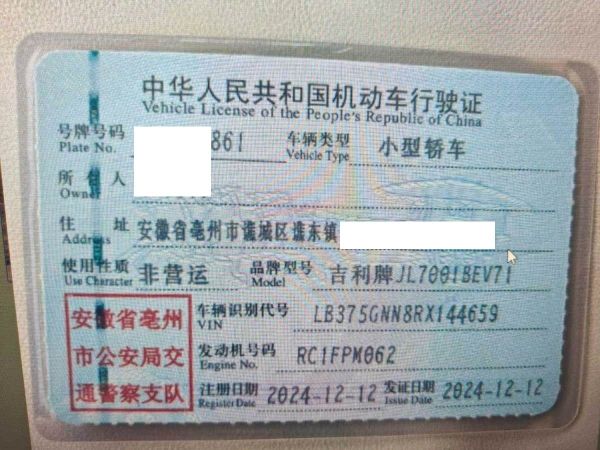 中华人民共和国机动车行驶证
Vehicle License of the People's Republic of China
号牌号码 861 车辆类型 小型轿车
Plate No. Vehicle Type
所 人
Owner
住 址 安徽省亳州市谯城区谯东镇
Address
使用性质 非营运 品牌型号 吉利牌JL7001BEV71
Use Character Model
安徽省亳州
市公安局交
通警察支队
车辆识别代号 LB375GNN8RX144659
VIN
发动机号码 RC1FPM062
Engine No.
注册日期 2024-12-12 发证日期 2024-12-12
Register Date Issue Date